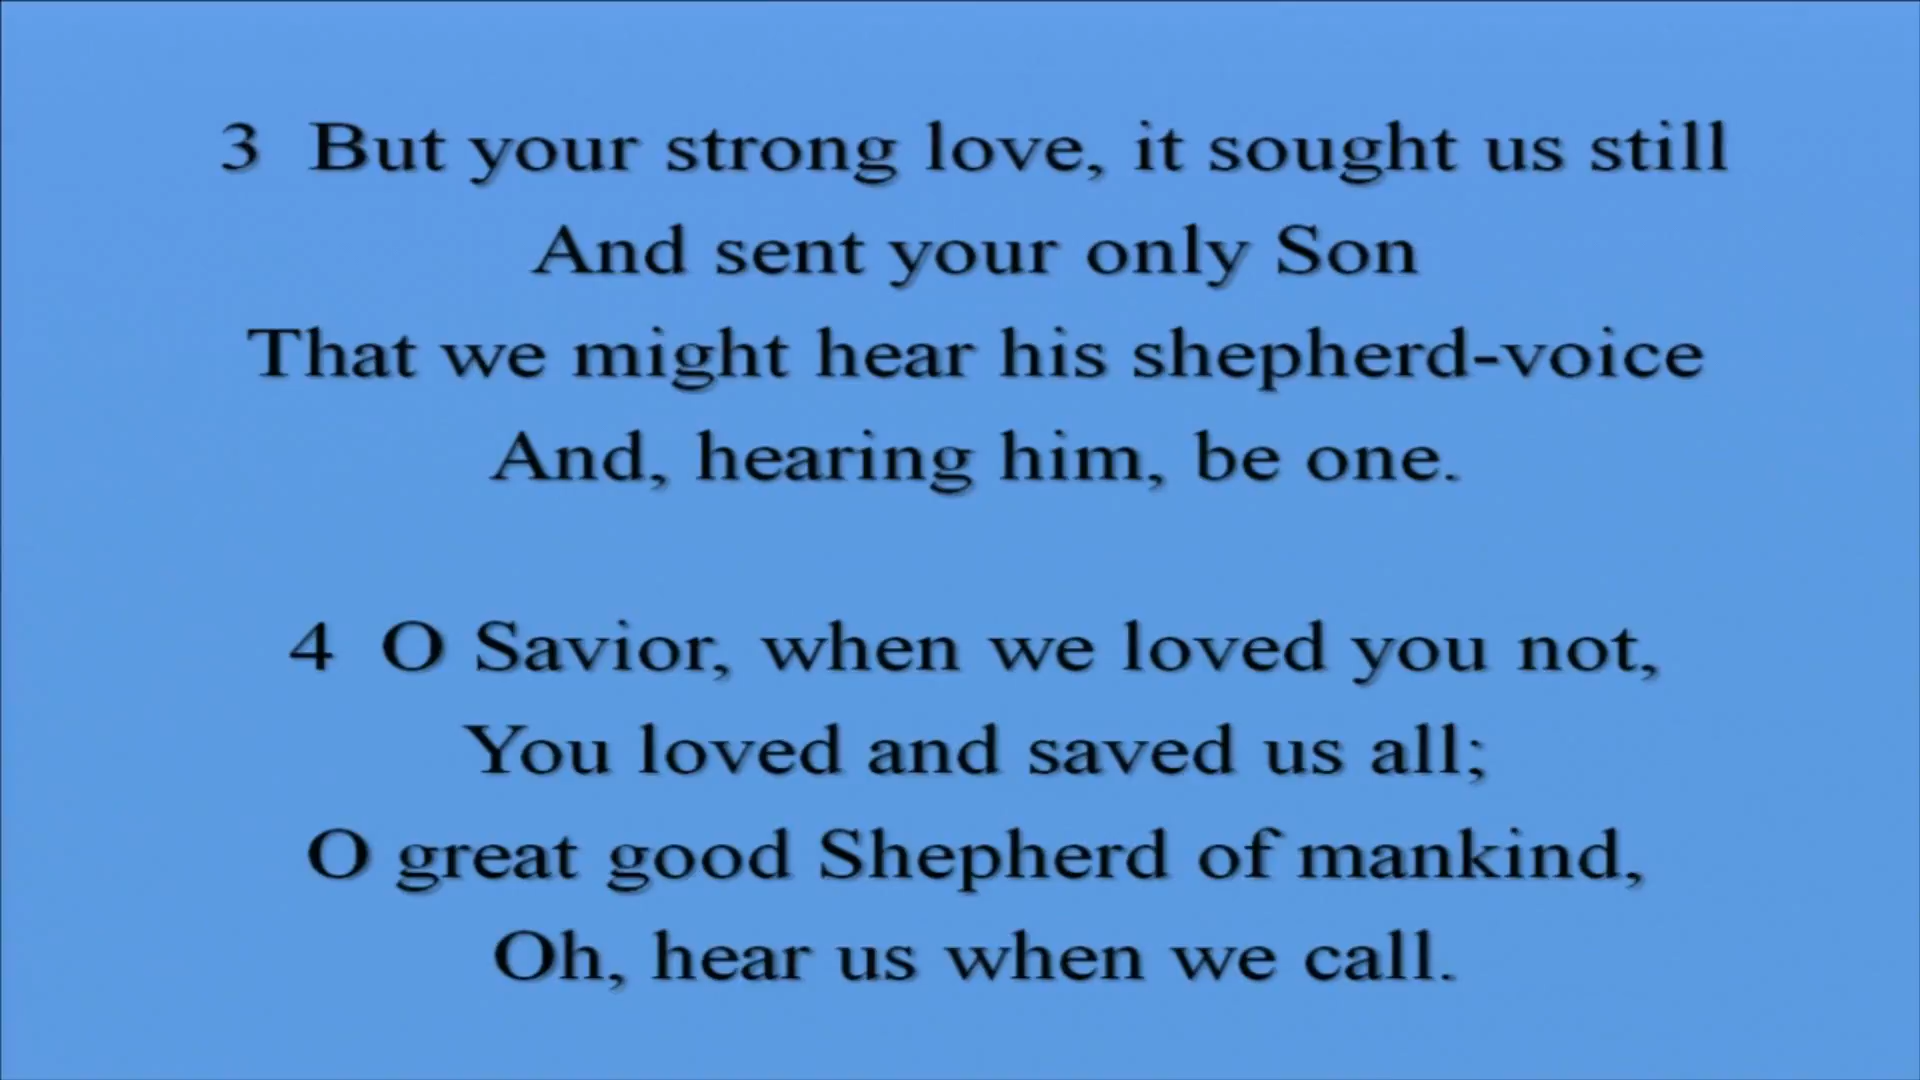 3 But your strong love, it sought us still
And sent your only Son
That we might hear his shepherd-voice
And, hearing him, be one.
4 O Savior, when we loved you not,
You loved and saved us all;
O great good Shepherd of mankind,
Oh, hear us when we call.